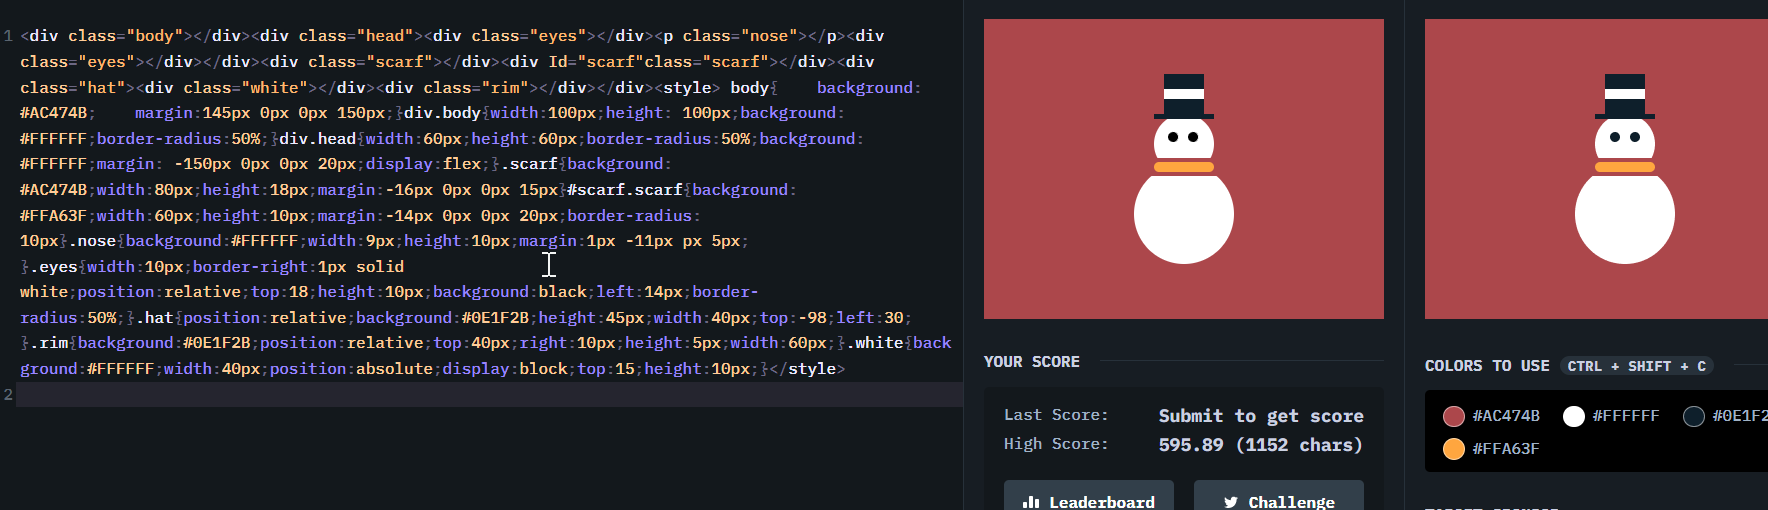 1 <div class="body"></div><div class="head"><div class="eyes"></div><p class="nose"></p><div
class="eyes"></div></div><div class="scarf"></div><div Id="scarf"class="scarf"></div><div
class="hat"><div class="white"></div><div class="rim"></div></div><style> body{    background:
#AC474B;    margin:145px 0px 0px 150px;}div.body{width:100px;height: 100px;background:
#FFFFFF;border-radius:50%;}div.head{width:60px;height:60px;border-radius:50%;background:
#FFFFFF;margin: -150px 0px 0px 20px;display:flex;}.scarf{background:
#AC474B;width:80px;height:18px;margin:-16px 0px 0px 15px}#scarf.scarf{background:
#FFA63F;width:60px;height:10px;margin:-14px 0px 0px 20px;border-radius:
10px}.nose{background:#FFFFFF;width:9px;height:10px;margin:1px -11px px 5px;
}.eyes{width:10px;border-right:1px solid
white;position:relative;top:18;height:10px;background:black;left:14px;border-
radius:50%;}.hat{position:relative;background:#0E1F2B;height:45px;width:40px;top:-98;left:30;
}.rim{background:#0E1F2B;position:relative;top:40px;right:10px;height:5px;width:60px;}.white{back
ground:#FFFFFF;width:40px;position:absolute;display:block;top:15;height:10px;}</style>
2
YOUR SCORE
Last Score: Submit to get score
High Score: 595.89 (1152 chars)
Leaderboard
Challenge
COLORS TO USE CTRL + SHIFT + C
#AC474B #FFFFFF #0E1F2
#FFA63F